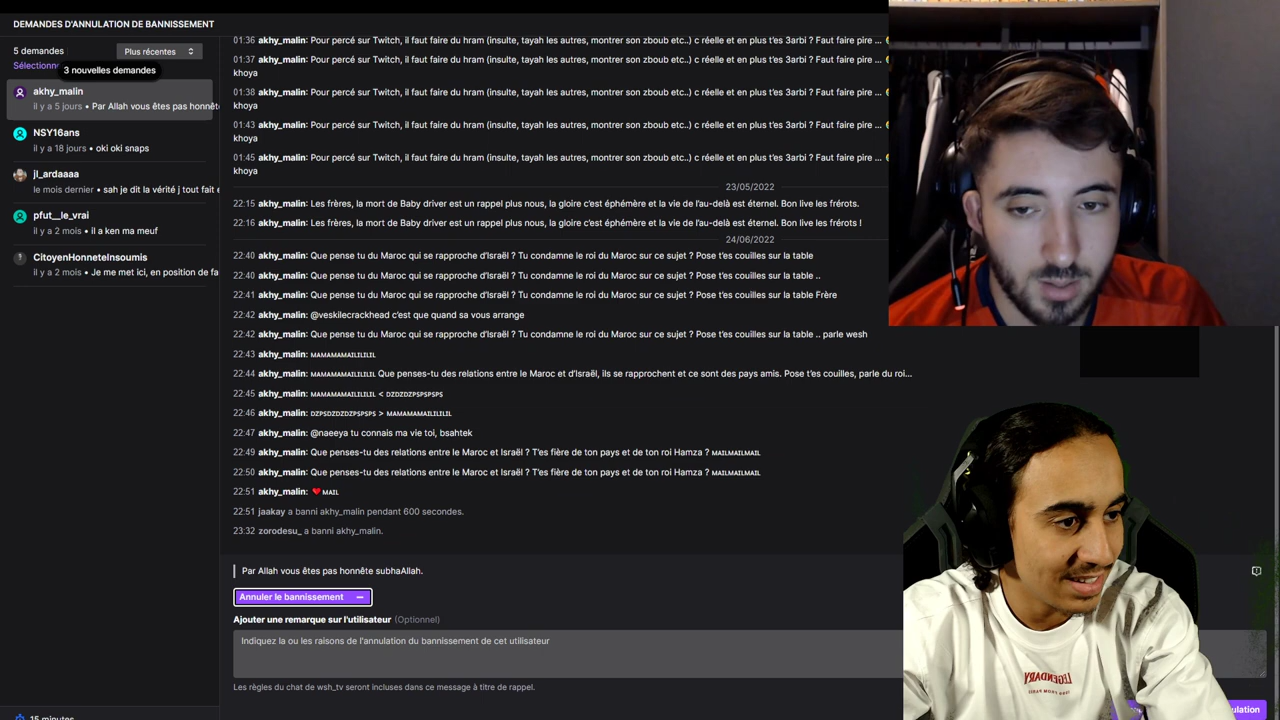 DEMANDES D'ANNULATION DE BANNISSEMENT
5 demandes
Plus récentes
3 nouvelles demandes
akhy_malin
il y a 5 jours • Par Allah vous êtes pas honnêt
NSY16ans
il y a 18 jours • oki oki snaps
jl_ardaaaa
le mois dernier • sah je dit la vérité j tout fait
pfut__le_vrai
il y a 2 mois • il a ken ma meuf
CitoyenHonneteInsoumis
il y a 2 mois • Je me met ici, en position de fa
15 minutes
01:36 akhy_malin: Pour percé sur Twitch, il faut faire du hram (insulte, tayah les autres, montrer son zboub etc..) c réelle et en plus t'es 3arbi ? Faut faire pire ...
01:37 akhy_malin: Pour percé sur Twitch, il faut faire du hram (insulte, tayah les autres, montrer son zboub etc..) c réelle et en plus t'es 3arbi ? Faut faire pire ...
khoya
01:38 akhy_malin: Pour percé sur Twitch, il faut faire du hram (insulte, tayah les autres, montrer son zboub etc..) c réelle et en plus t'es 3arbi ? Faut faire pire ...
khoya
01:43 akhy_malin: Pour percé sur Twitch, il faut faire du hram (insulte, tayah les autres, montrer son zboub etc..) c réelle et en plus t'es 3arbi ? Faut faire pire ...
khoya
01:45 akhy_malin: Pour percé sur Twitch, il faut faire du hram (insulte, tayah les autres, montrer son zboub etc..) c réelle et en plus t'es 3arbi ? Faut faire pire ...
khoya
23/05/2022
22:15 akhy_malin: Les frères, la mort de Baby driver est un rappel plus nous, la gloire c'est éphémère et la vie de l'au-delà est éternel. Bon live les frérots.
22:16 akhy_malin: Les frères, la mort de Baby driver est un rappel plus nous, la gloire c'est éphémère et la vie de l'au-delà est éternel. Bon live les frérots !
24/06/2022
22:40 akhy_malin: Que pense tu du Maroc qui se rapproche d'Israël ? Tu condamne le roi du Maroc sur ce sujet ? Pose t'es couilles sur la table
22:40 akhy_malin: Que pense tu du Maroc qui se rapproche d'Israël ? Tu condamne le roi du Maroc sur ce sujet ? Pose t'es couilles sur la table ..
22:41 akhy_malin: Que pense tu du Maroc qui se rapproche d'Israël ? Tu condamne le roi du Maroc sur ce sujet ? Pose t'es couilles sur la table Frère
22:42 akhy_malin: @veskilecrackhead c'est que quand sa vous arrange
22:42 akhy_malin: Que pense tu du Maroc qui se rapproche d'Israël ? Tu condamne le roi du Maroc sur ce sujet ? Pose t'es couilles sur la table .. parle wesh
22:43 akhy_malin: ᴍᴀᴍᴀᴍᴀᴍᴀɪʟɪʟɪʟɪʟ
22:44 akhy_malin: ᴍᴀᴍᴀᴍᴀᴍᴀɪʟɪʟɪʟɪʟ Que penses-tu des relations entre le Maroc et d'Israël, ils se rapprochent et ce sont des pays amis. Pose t'es couilles, parle du roi...
22:45 akhy_malin: ᴍᴀᴍᴀᴍᴀᴍᴀɪʟɪʟɪʟɪʟ < ᴅᴢᴅᴢᴅᴢᴘsᴘsᴘsᴘs
22:46 akhy_malin: ᴅᴢᴘsᴅᴢᴅᴢᴅᴢᴘsᴘsᴘs > ᴍᴀᴍᴀᴍᴀᴍᴀɪʟɪʟɪʟɪʟ
22:47 akhy_malin: @naeeya tu connais ma vie toi, bsahtek
22:49 akhy_malin: Que penses-tu des relations entre le Maroc et Israël ? T'es fière de ton pays et de ton roi Hamza ? ᴍᴀɪʟᴍᴀɪʟᴍᴀɪʟ
22:50 akhy_malin: Que penses-tu des relations entre le Maroc et Israël ? T'es fière de ton pays et de ton roi Hamza ? ᴍᴀɪʟᴍᴀɪʟᴍᴀɪʟ
22:51 akhy_malin: ❤️ ᴍᴀɪʟ
22:51 jaakay a banni akhy_malin pendant 600 secondes.
23:32 zorodesu_ a banni akhy_malin.
Par Allah vous êtes pas honnête subhaAllah.
Annuler le bannissement
Ajouter une remarque sur l'utilisateur (Optionnel)
Indiquez la ou les raisons de l'annulation du bannissement de cet utilisateur
Les règles du chat de wsh_tv seront incluses dans ce message à titre de rappel.
ulation
LEGENDARY